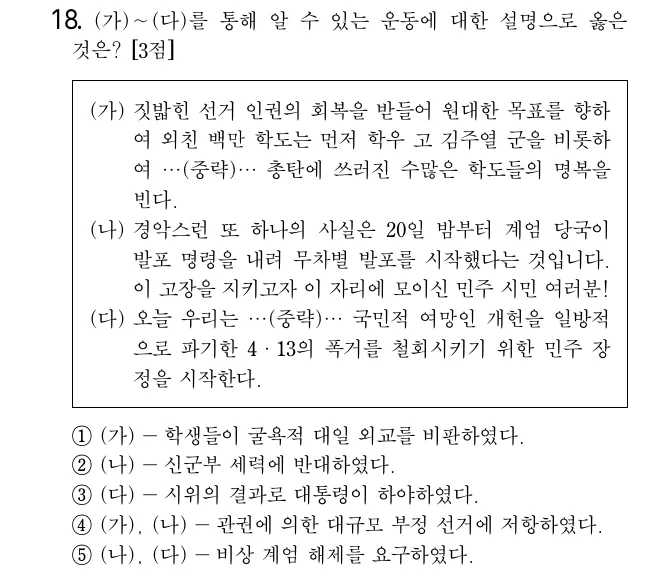 18. (가)~(다)를 통해 알 수 있는 운동에 대한 설명으로 옳은
것은? [3점]
(가) 짓밟힌 선거 인권의 회복을 받들어 원대한 목표를 향하
여 외친 백만 학도는 먼저 학우 고 김주열 군을 비롯하
여 …(중략)… 총탄에 쓰러진 수많은 학도들의 명복을
빈다.
(나) 경악스런 또 하나의 사실은 20일 밤부터 계엄 당국이
발포 명령을 내려 무차별 발포를 시작했다는 것입니다.
이 고장을 지키고자 이 자리에 모이신 민주 시민 여러분!
(다) 오늘 우리는 …(중략)… 국민적 여망인 개헌을 일방적
으로 파기한 4 · 13의 폭거를 철회시키기 위한 민주 장
정을 시작한다.
① (가) - 학생들이 굴욕적 대일 외교를 비판하였다.
② (나) - 신군부 세력에 반대하였다.
③ (다) - 시위의 결과로 대통령이 하야하였다.
④ (가), (나) - 관권에 의한 대규모 부정 선거에 저항하였다.
⑤ (나), (다) - 비상 계엄 해제를 요구하였다.